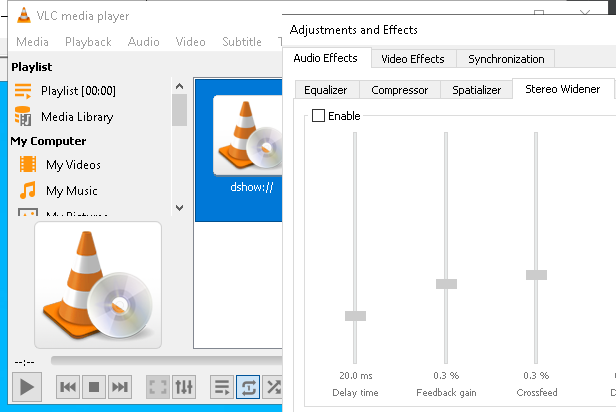 VLC media player
Media Playback Audio Video Subtitle
Playlist
Playlist [00:00]
Media Library
My Computer
My Videos
My Music
My Pictures
dshow://
--:--
Adjustments and Effects
Audio Effects Video Effects Synchronization
Equalizer Compressor Spatializer Stereo Widener
Enable
20.0 ms 0.3 % 0.3 %
Delay time Feedback gain Crossfeed